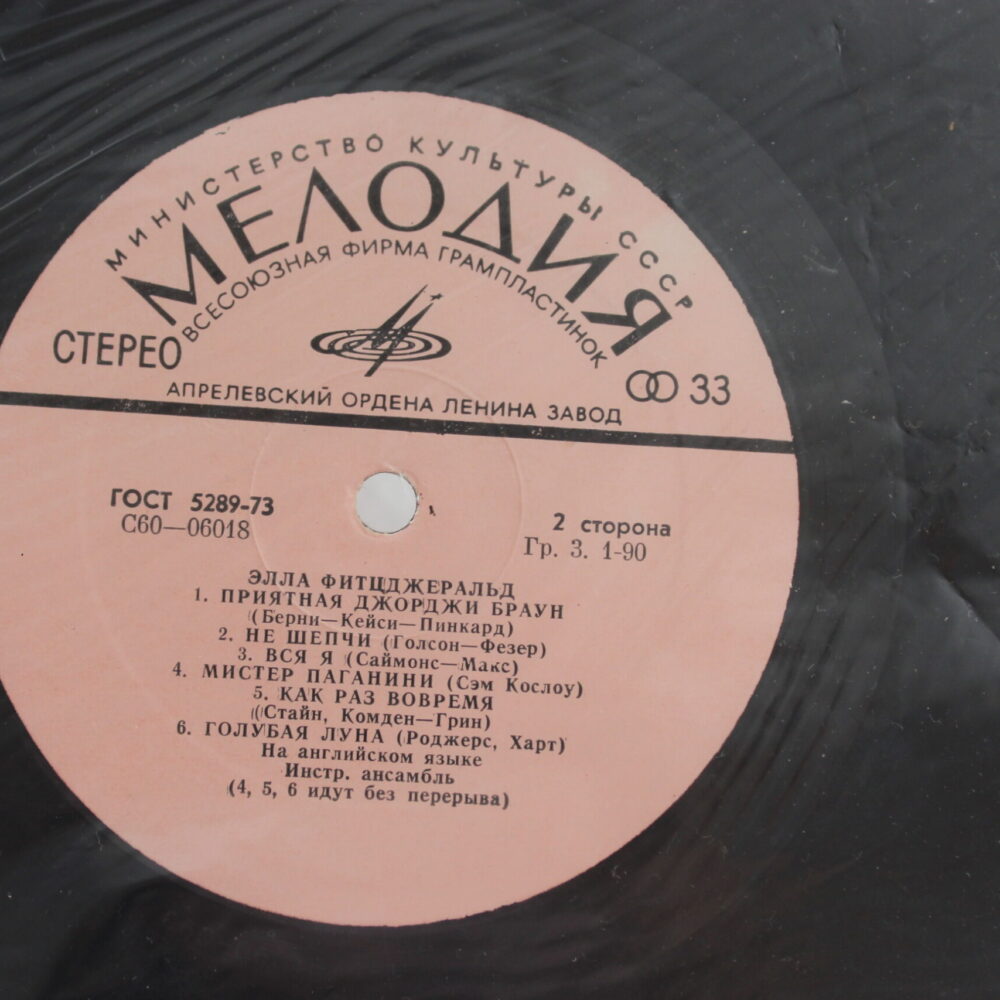 МИНИСТЕРСТВО КУЛЬТУРЫ СССР
МЕЛОДИЯ
ВСЕСОЮЗНАЯ ФИРМА ГРАМПЛАСТИНОК
СТЕРЕО
33
АПРЕЛЕВСКИЙ ОРДЕНА ЛЕНИНА ЗАВОД
ГОСТ 5289-73
С60—06018
2 сторона
Гр. 3. 1-90
ЭЛЛА ФИТЦДЖЕРАЛЬД
1. ПРИЯТНАЯ ДЖОРДЖИ БРАУН
(Берни—Кейси—Пинкард)
2. НЕ ШЕПЧИ (Голсон—Фезер)
3. ВСЯ Я (Саймонс—Макс)
4. МИСТЕР ПАГАНИНИ (Сэм Кослоу)
5. КАК РАЗ ВОВРЕМЯ
(Стайн, Комден—Грин)
6. ГОЛУБАЯ ЛУНА (Роджерс, Харт)
На английском языке
Инстр. ансамбль
(4, 5, 6 идут без перерыва)